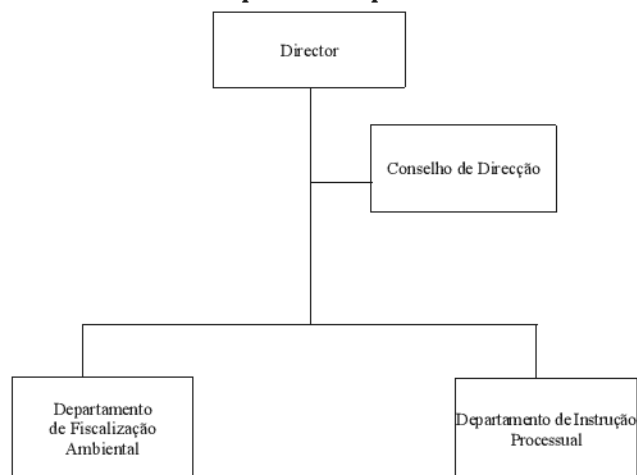 Director
Conselho de Direcção
Departamento
de Fiscalização
Ambiental
Departamento de Instrução
Processual